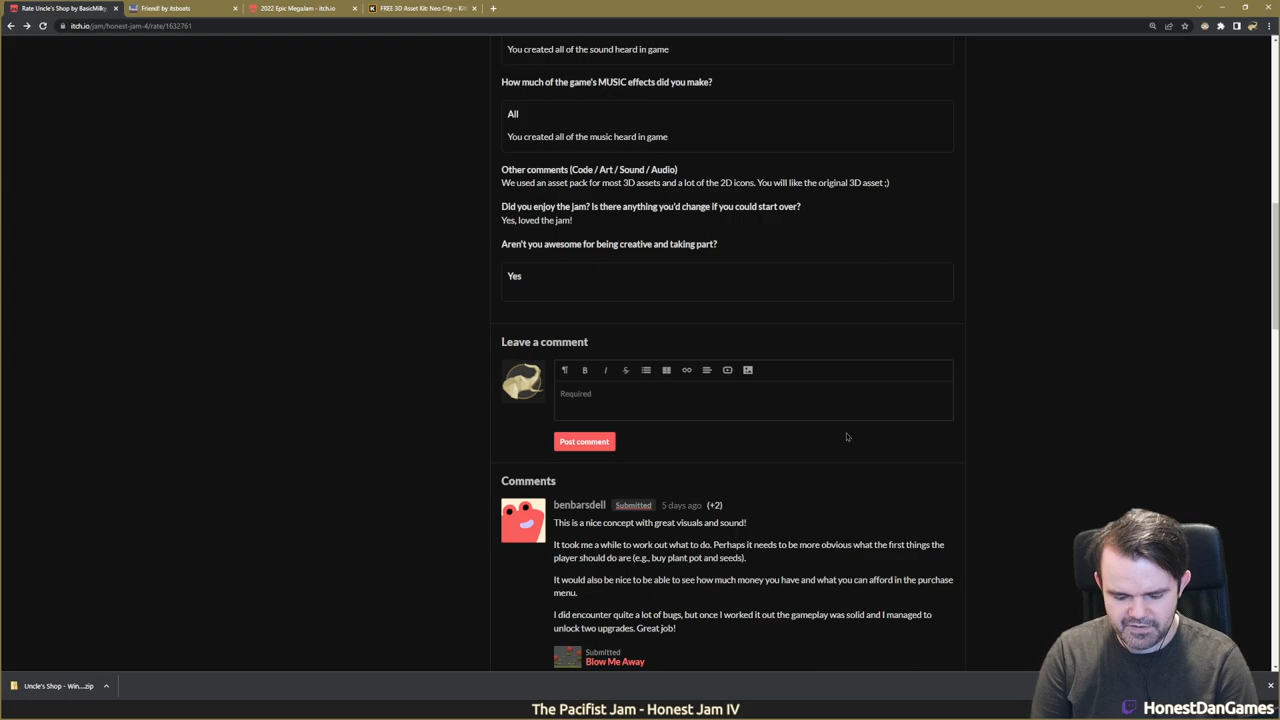 Rate Uncle's Shop by BasicMilky
Friend! by itsboats
2022 Epic MegaJam - itch.io
FREE 3D Asset Kit: Neo City – Ki
itch.io/jam/honest-jam-4/rate/1632761
You created all of the sound heard in game
How much of the game's MUSIC effects did you make?
All
You created all of the music heard in game
Other comments (Code / Art / Sound / Audio)
We used an asset pack for most 3D assets and a lot of the 2D icons. You will like the original 3D asset ;)
Did you enjoy the jam? Is there anything you'd change if you could start over?
Yes, loved the jam!
Aren't you awesome for being creative and taking part?
Yes
Leave a comment
Required
Post comment
Comments
benbarsdell Submitted 5 days ago (+2)
This is a nice concept with great visuals and sound!
It took me a while to work out what to do. Perhaps it needs to be more obvious what the first things the
player should do are (e.g., buy plant pot and seeds).
It would also be nice to be able to see how much money you have and what you can afford in the purchase
menu.
I did encounter quite a lot of bugs, but once I worked it out the gameplay was solid and I managed to
unlock two upgrades. Great job!
Submitted
Blow Me Away
Uncle's Shop - Win....zip
The Pacifist Jam - Honest Jam IV
HonestDanGames